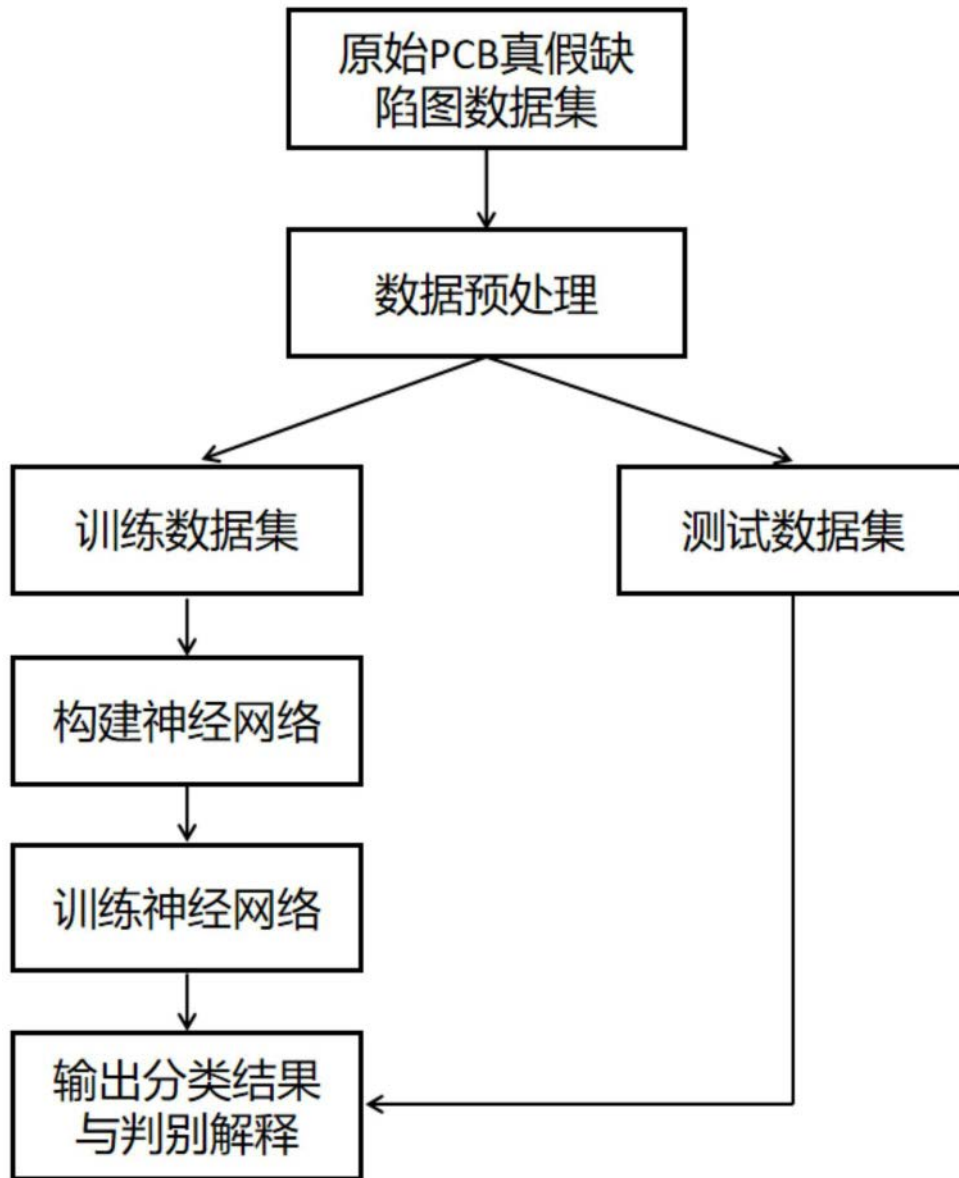 原始PCB真假缺
陷图数据集
数据预处理
训练数据集
测试数据集
构建神经网络
训练神经网络
输出分类结果
与判别解释